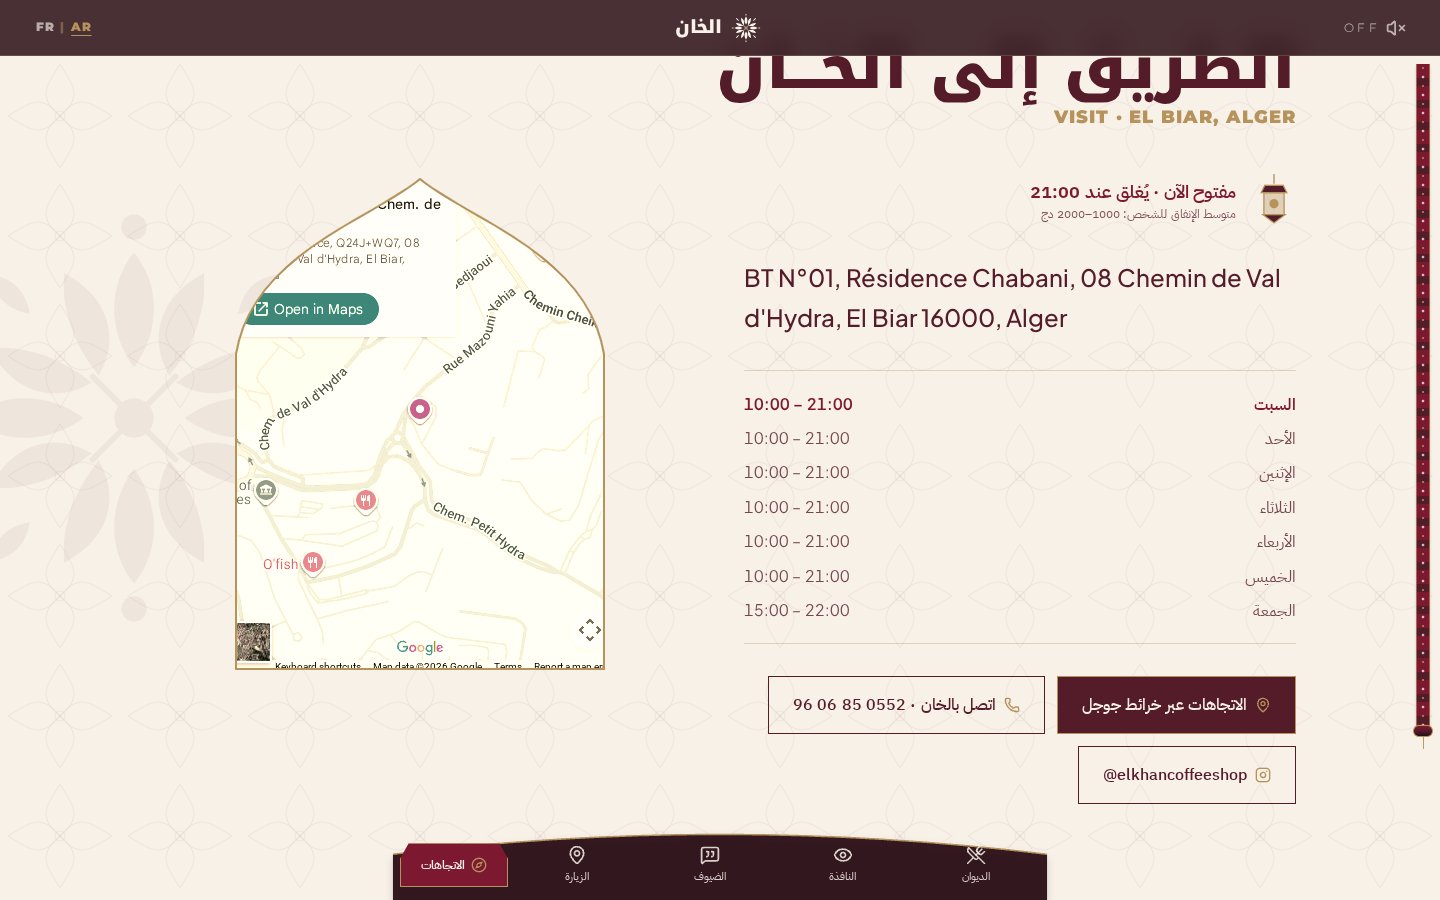 FR | AR
الخان
OFF
الطريق إلى الخـان
VISIT · EL BIAR, ALGER
مفتوح الآن · يُغلق عند 21:00
متوسط الإنفاق للشخص: 1000–2000 دج
BT N°01, Résidence Chabani, 08 Chemin de Val
d'Hydra, El Biar 16000, Alger
السبت 10:00 – 21:00
الأحد 10:00 – 21:00
الإثنين 10:00 – 21:00
الثلاثاء 10:00 – 21:00
الأربعاء 10:00 – 21:00
الخميس 10:00 – 21:00
الجمعة 15:00 – 22:00
الاتجاهات عبر خرائط جوجل
اتصل بالخان · 0552 85 06 96
@elkhancoffeeshop
Chem. de
Q24J+WQ7, 08
Val d'Hydra, El Biar,
Open in Maps
Rue Mazouni Yahia
Chemin
Chem. de Val d'Hydra
of
es
Chem. Petit Hydra
O'fish
Google
Keyboard shortcuts
Map data ©2026 Google
Terms
Report a map er
الديوان
النافذة
الضيوف
الزيارة
الاتجاهات